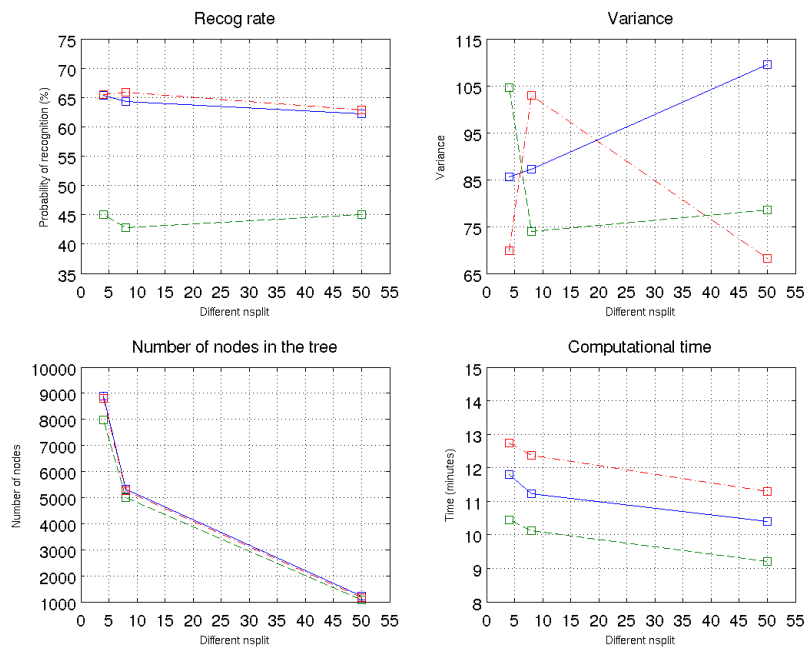 Recog rate
75
70
65
60
55
50
45
40
35
Probability of recognition (%)
0 5 10 15 20 25 30 35 40 45 50 55
Different nsplit
Variance
115
105
95
85
75
65
Variance
0 5 10 15 20 25 30 35 40 45 50 55
Different nsplit
Number of nodes in the tree
10000
9000
8000
7000
6000
5000
4000
3000
2000
1000
Number of nodes
0 5 10 15 20 25 30 35 40 45 50 55
Different nsplit
Computational time
15
14
13
12
11
10
9
8
Time (minutes)
0 5 10 15 20 25 30 35 40 45 50 55
Different nsplit